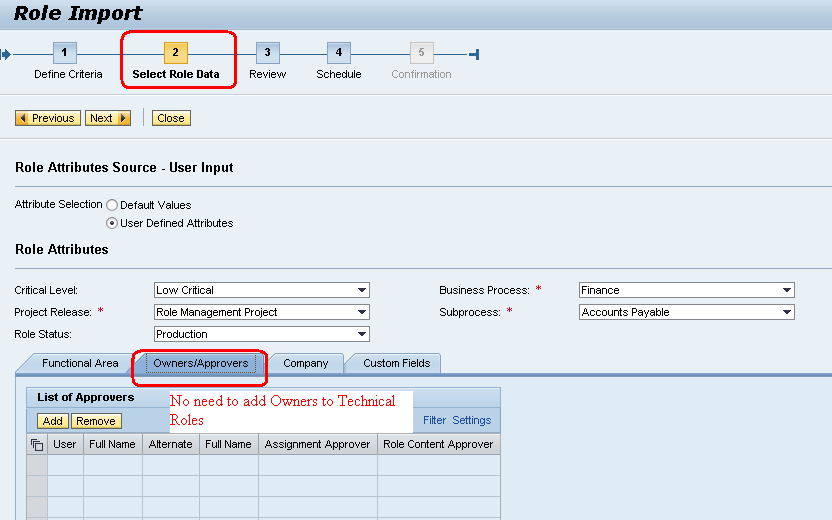 Role Import
1 2 3 4 5
Define Criteria Select Role Data Review Schedule Confirmation
Previous Next Close
Role Attributes Source - User Input
Attribute Selection Default Values
User Defined Attributes
Role Attributes
Critical Level: Low Critical Business Process: * Finance
Project Release: * Role Management Project Subprocess: * Accounts Payable
Role Status: Production
Functional Area Owners/Approvers Company Custom Fields
List of Approvers
No need to add Owners to Technical
Roles
Add Remove Filter Settings
User Full Name Alternate Full Name Assignment Approver Role Content Approver